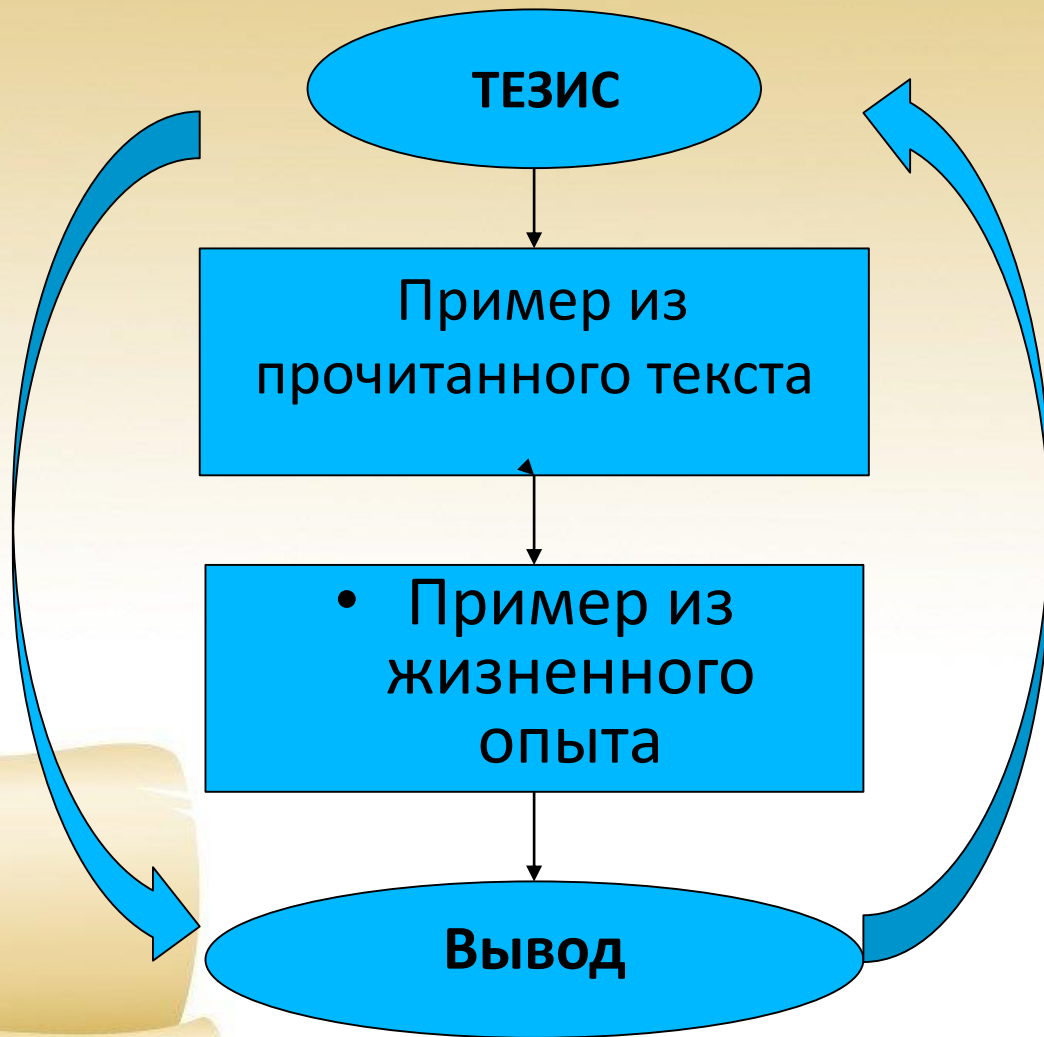 ТЕЗИС
Пример из
прочитанного текста
• Пример из
жизненного
опыта
Вывод